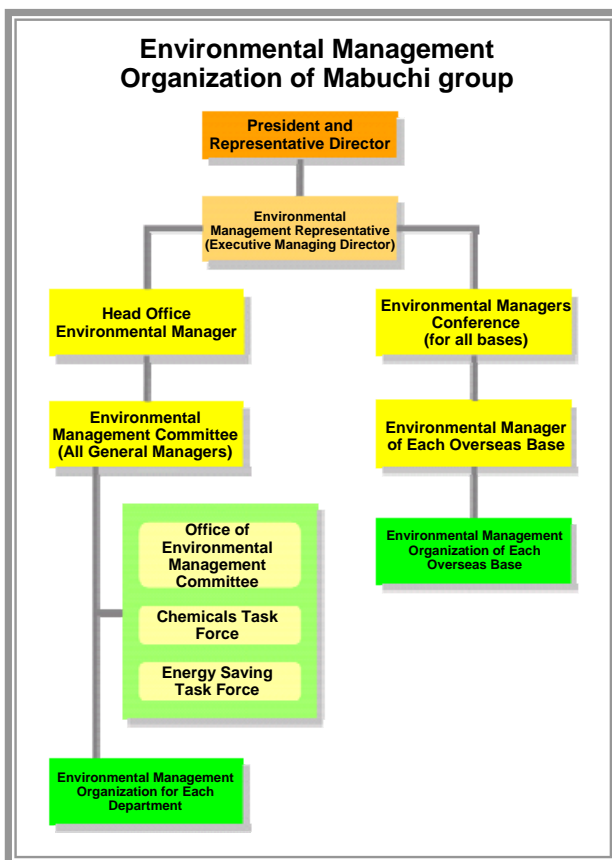 Environmental Management
Organization of Mabuchi group
President and
Representative Director
Environmental
Management Representative
(Executive Managing Director)
Head Office
Environmental Manager
Environmental Managers
Conference
(for all bases)
Environmental
Management Committee
(All General Managers)
Environmental Manager
of Each Overseas Base
Office of
Environmental
Management
Committee
Chemicals Task
Force
Energy Saving
Task Force
Environmental Management
Organization of Each
Overseas Base
Environmental Management
Organization for Each
Department